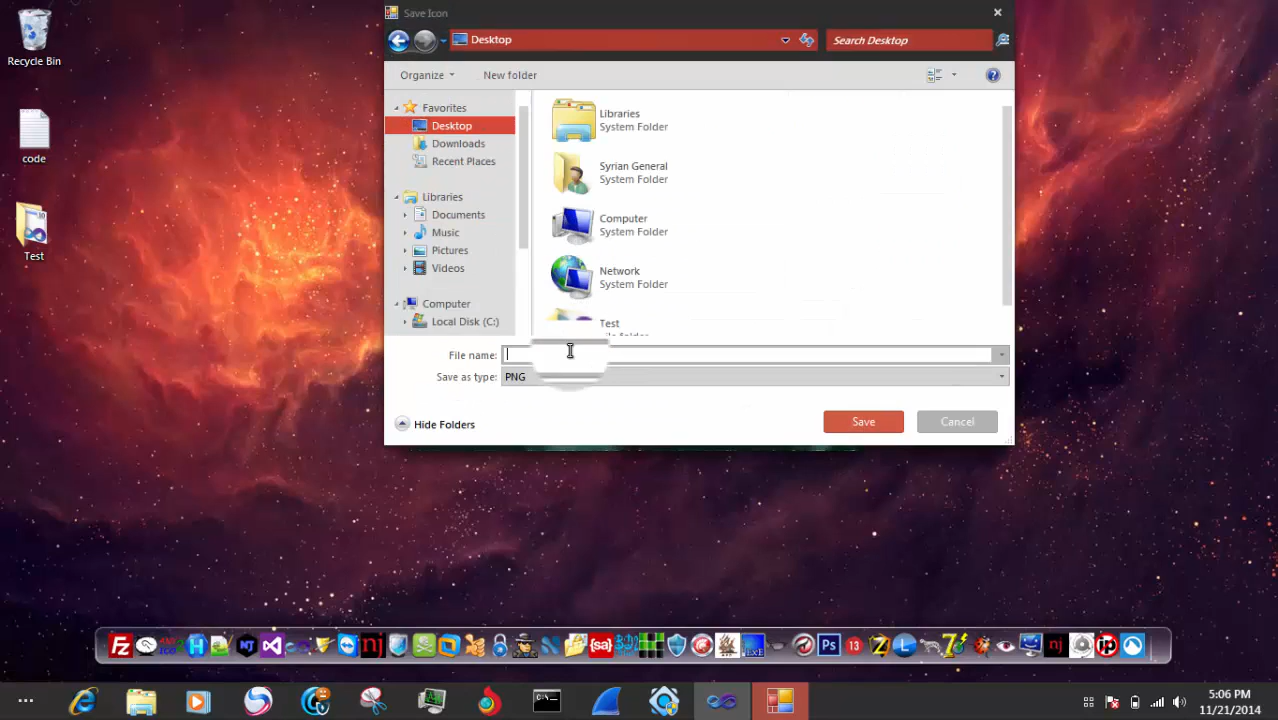 Save Icon
Desktop
Search Desktop
Organize
New folder
Recycle Bin
code
Test
Favorites
Desktop
Downloads
Recent Places
Libraries
Documents
Music
Pictures
Videos
Computer
Local Disk (C:)
Libraries
System Folder
Syrian General
System Folder
Computer
System Folder
Network
System Folder
Test
File name:
Save as type:
PNG
Hide Folders
Save
Cancel
5:06 PM
11/21/2014